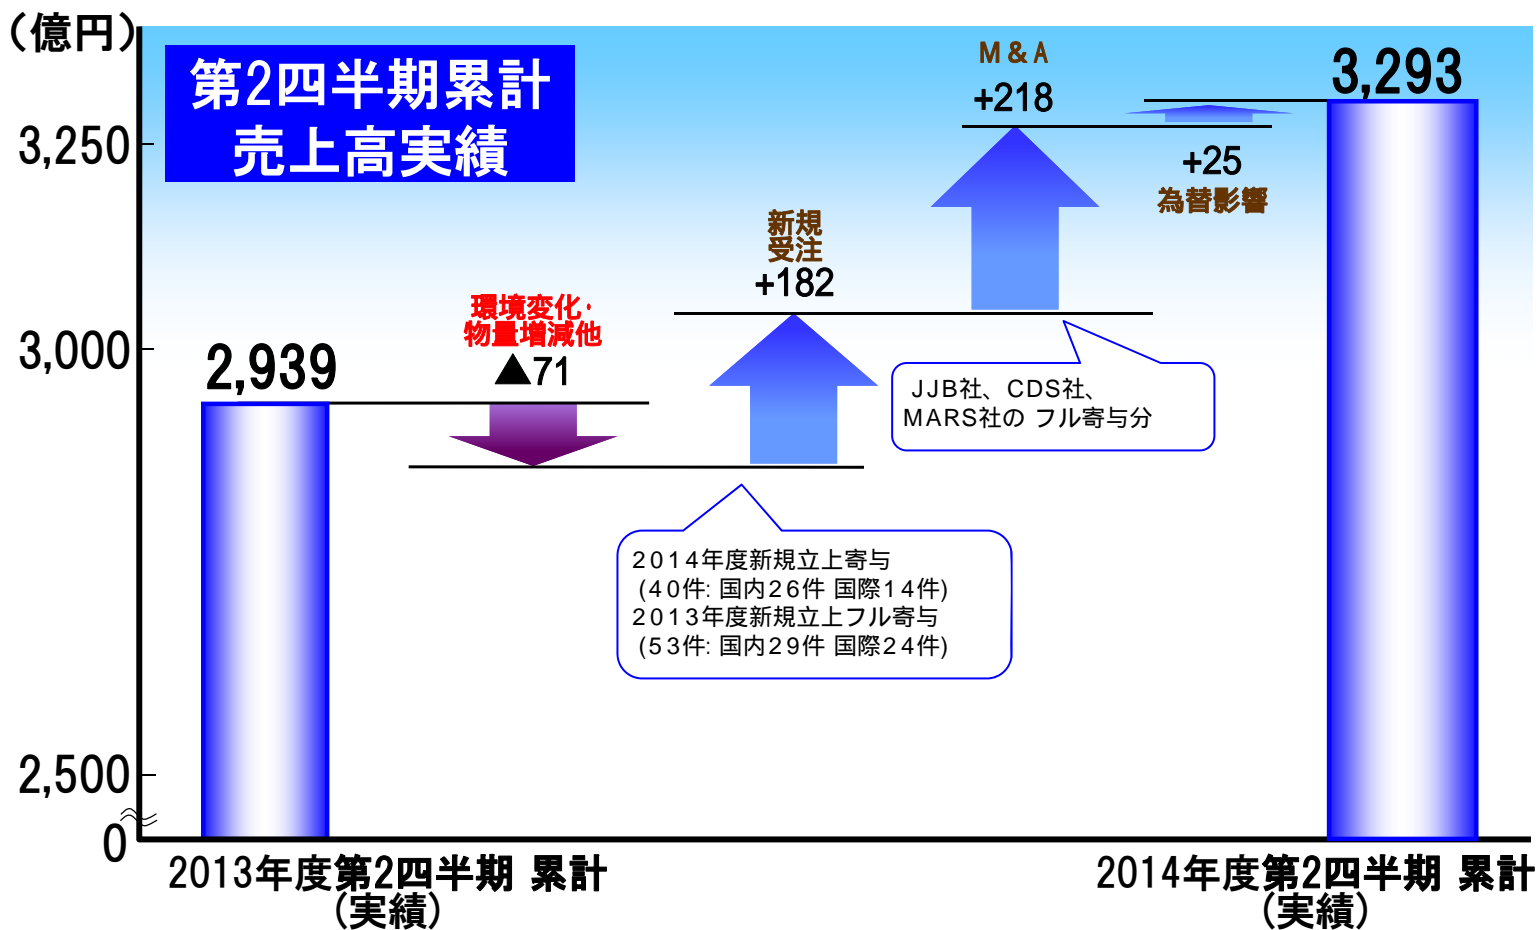 （億円）
第2四半期累計
売上高実績
3,250
3,000
2,500
0
2,939
環境変化・
物量増減他
▲71
新規
受注
+182
M＆A
+218
+25
為替影響
3,293
JJB社、CDS社、
MARS社の フル寄与分
2014年度新規立上寄与
(40件: 国内26件 国際14件)
2013年度新規立上フル寄与
(53件: 国内29件 国際24件)
2013年度第2四半期 累計
(実績)
2014年度第2四半期 累計
(実績)